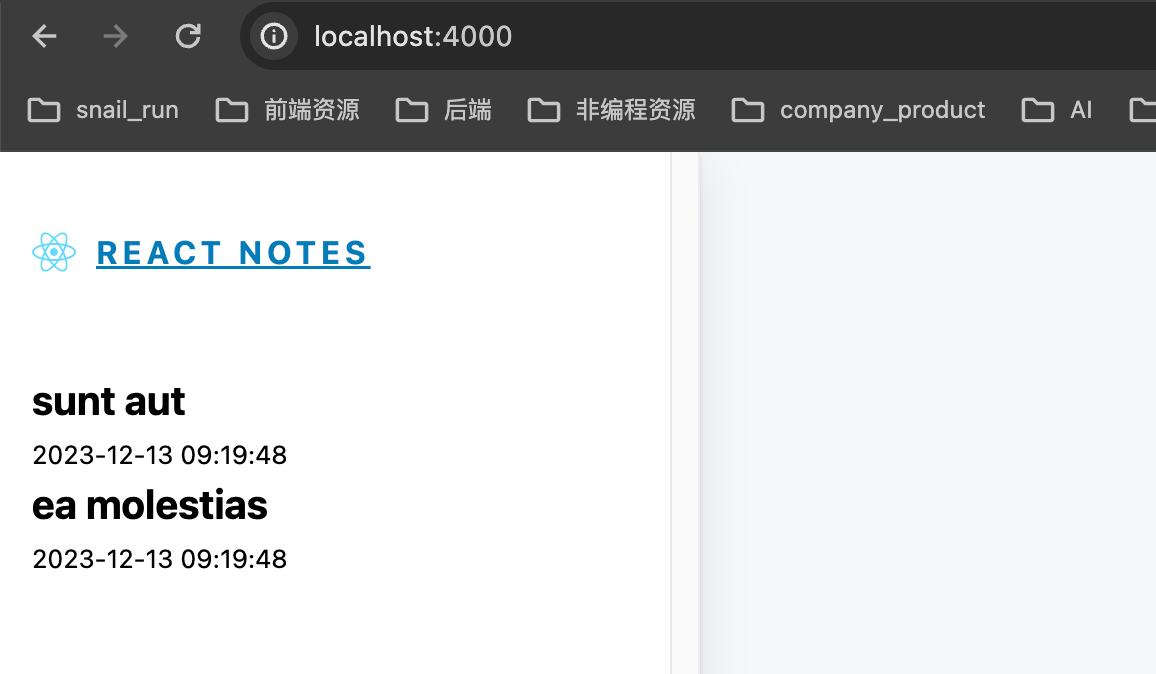 localhost:4000
snail_run 前端资源 后端 非编程资源 company_product AI
REACT NOTES
sunt aut
2023-12-13 09:19:48
ea molestias
2023-12-13 09:19:48